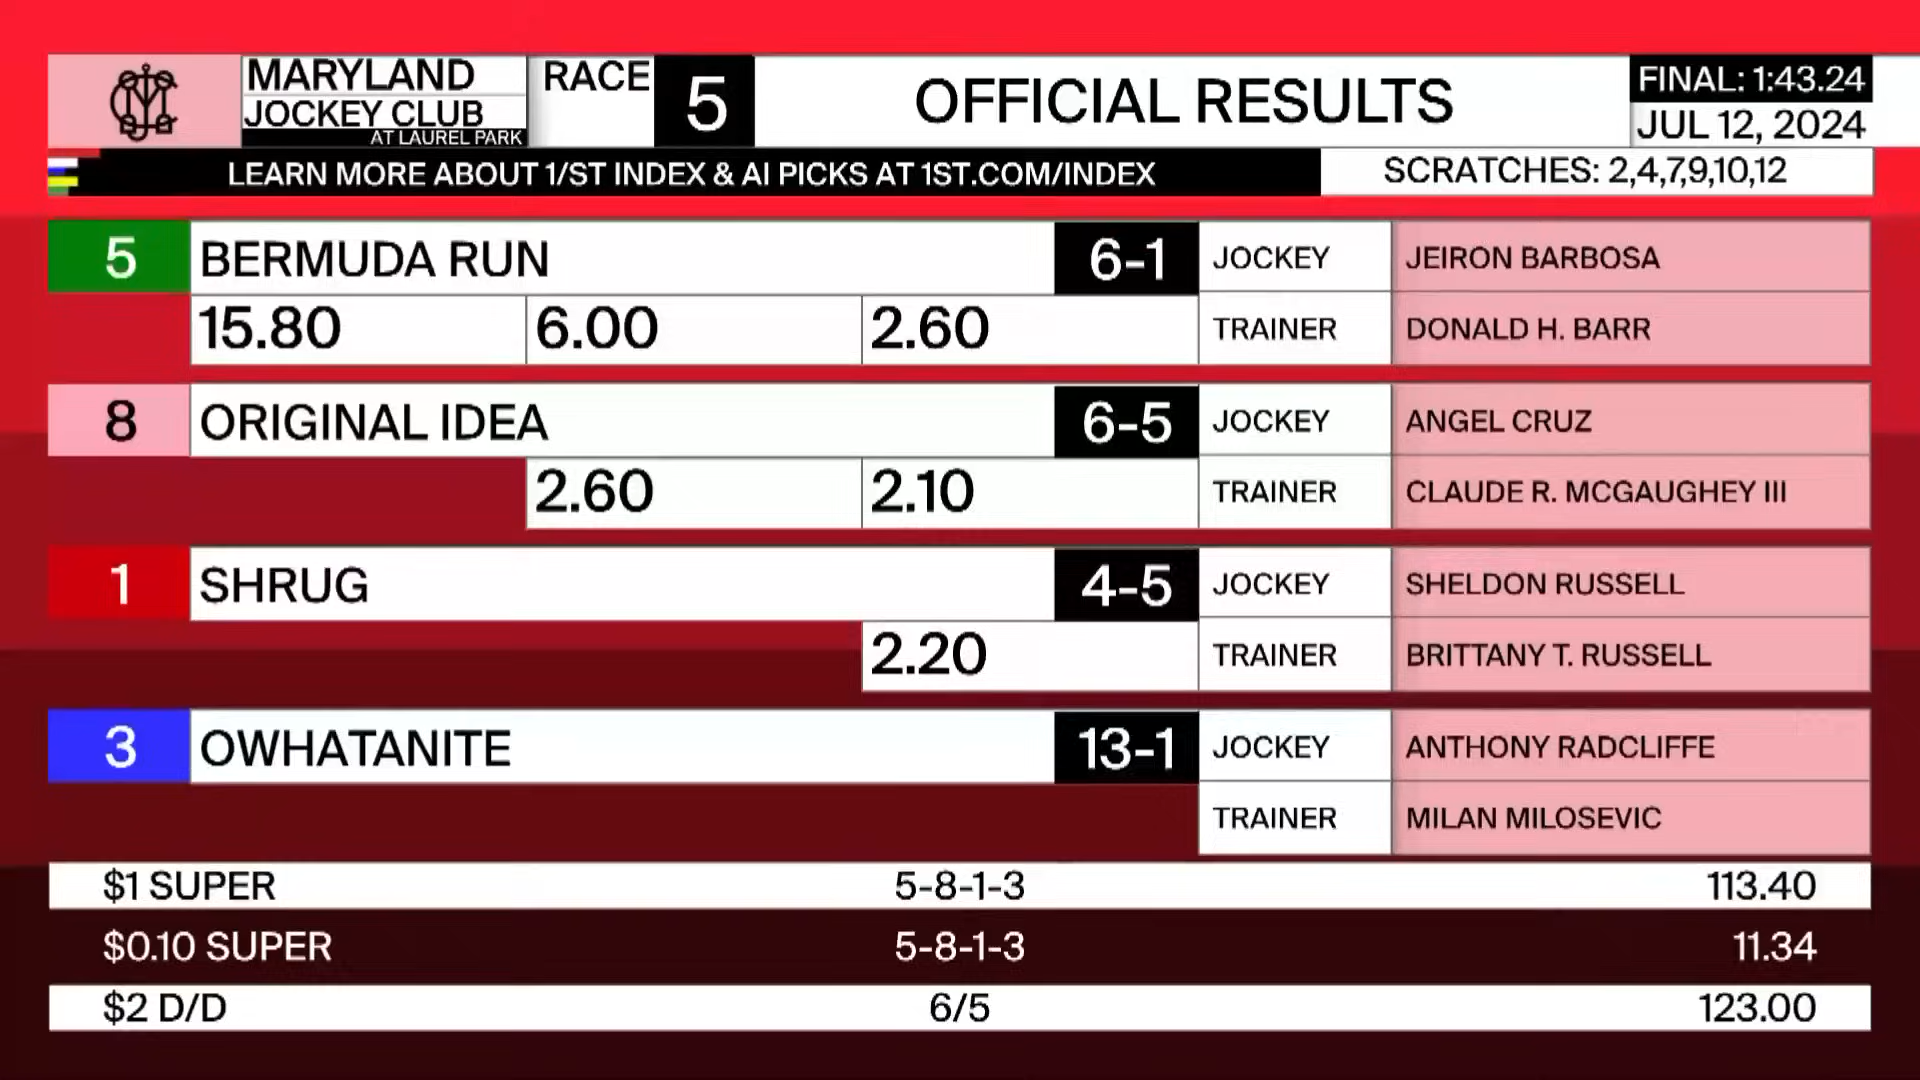 MARYLAND
JOCKEY CLUB
AT LAUREL PARK
RACE 5
OFFICIAL RESULTS
FINAL: 1:43.24
JUL 12, 2024
LEARN MORE ABOUT 1/ST INDEX & AI PICKS AT 1ST.COM/INDEX
SCRATCHES: 2,4,7,9,10,12
5 BERMUDA RUN 6-1 JOCKEY JEIRON BARBOSA
15.80 6.00 2.60 TRAINER DONALD H. BARR
8 ORIGINAL IDEA 6-5 JOCKEY ANGEL CRUZ
2.60 2.10 TRAINER CLAUDE R. MCGAUGHEY III
1 SHRUG 4-5 JOCKEY SHELDON RUSSELL
2.20 TRAINER BRITTANY T. RUSSELL
3 OWHATANITE 13-1 JOCKEY ANTHONY RADCLIFFE
TRAINER MILAN MILOSEVIC
$1 SUPER 5-8-1-3 113.40
$0.10 SUPER 5-8-1-3 11.34
$2 D/D 6/5 123.00